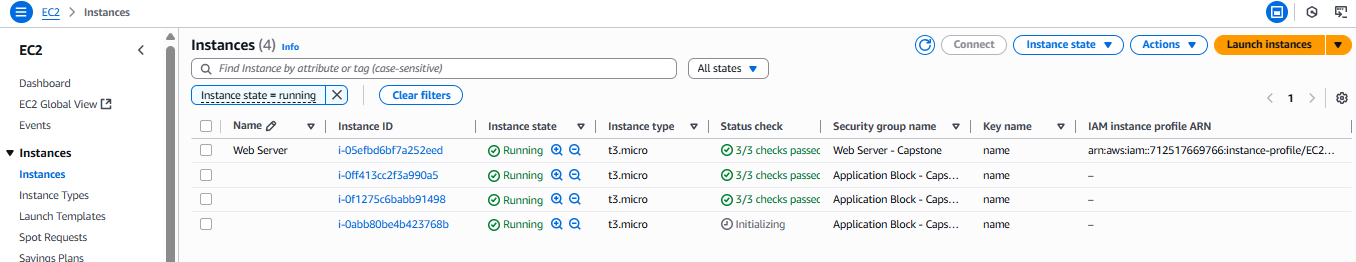 EC2 > Instances
EC2
Dashboard
EC2 Global View
Events
Instances
Instances
Instance Types
Launch Templates
Spot Requests
Savings Plans
Instances (4) Info
Connect Instance state Actions Launch instances
Find Instance by attribute or tag (case-sensitive) All states
Instance state = running Clear filters 1
Name Instance ID Instance state Instance type Status check Security group name Key name IAM instance profile ARN
Web Server i-05efbd6bf7a252eed Running t3.micro 3/3 checks passed Web Server - Capstone name arn:aws:iam::712517669766:instance-profile/EC2...
i-0ff413cc2f3a990a5 Running t3.micro 3/3 checks passed Application Block - Caps... name –
i-0f1275c6babb91498 Running t3.micro 3/3 checks passed Application Block - Caps... name –
i-0abb80be4b423768b Running t3.micro Initializing Application Block - Caps... name –